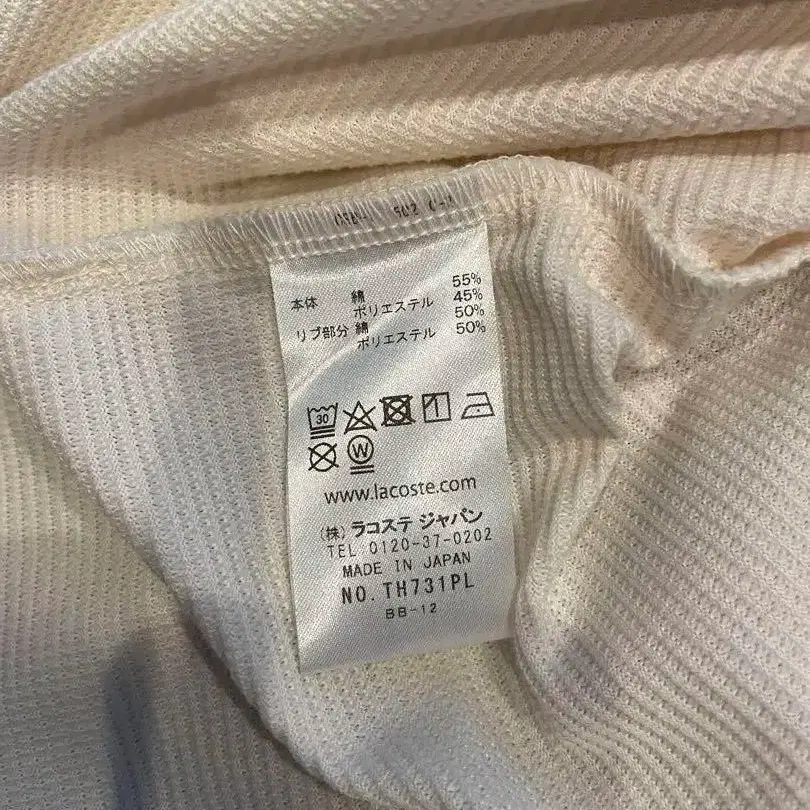 本体 綿 55%
ポリエステル 45%
リブ部分 綿 50%
ポリエステル 50%
30
W
www.lacoste.com
(株) ラコステ ジャパン
TEL 0120-37-0202
MADE IN JAPAN
NO. TH731PL
BB-12